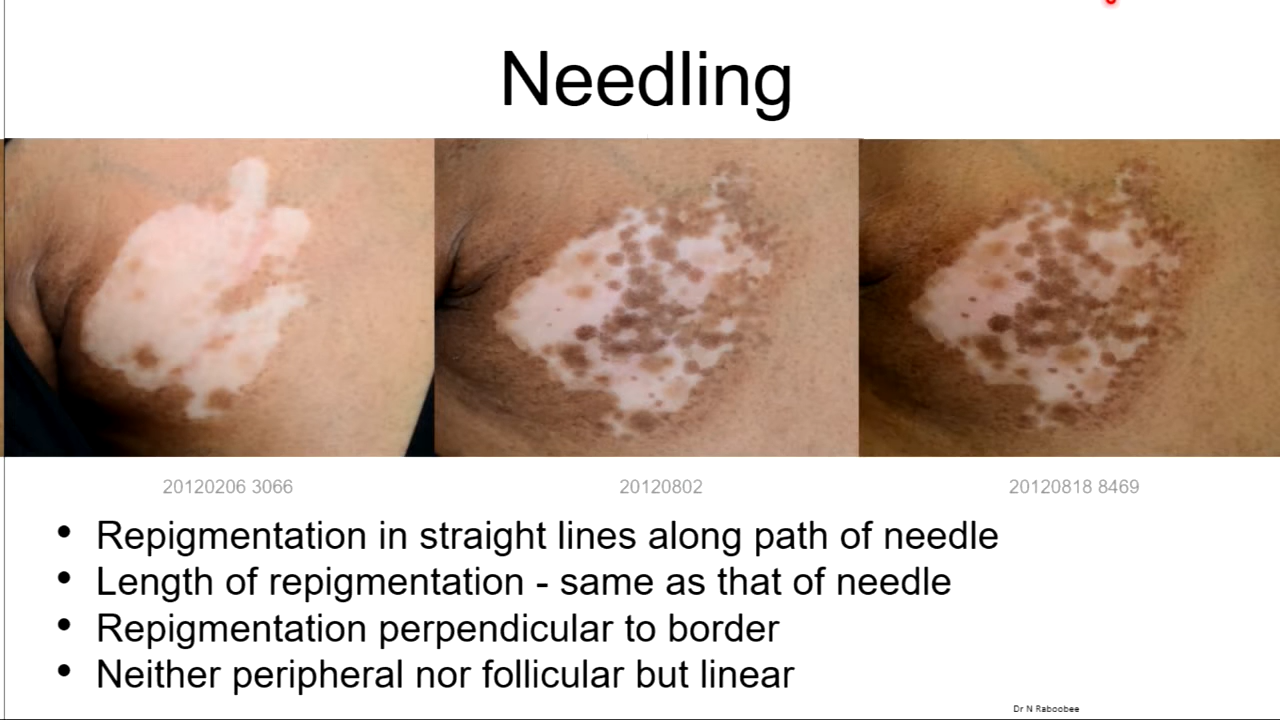 Needling
20120206 3066
20120802
20120818 8469
• Repigmentation in straight lines along path of needle
• Length of repigmentation - same as that of needle
• Repigmentation perpendicular to border
• Neither peripheral nor follicular but linear
Dr N Raboobee